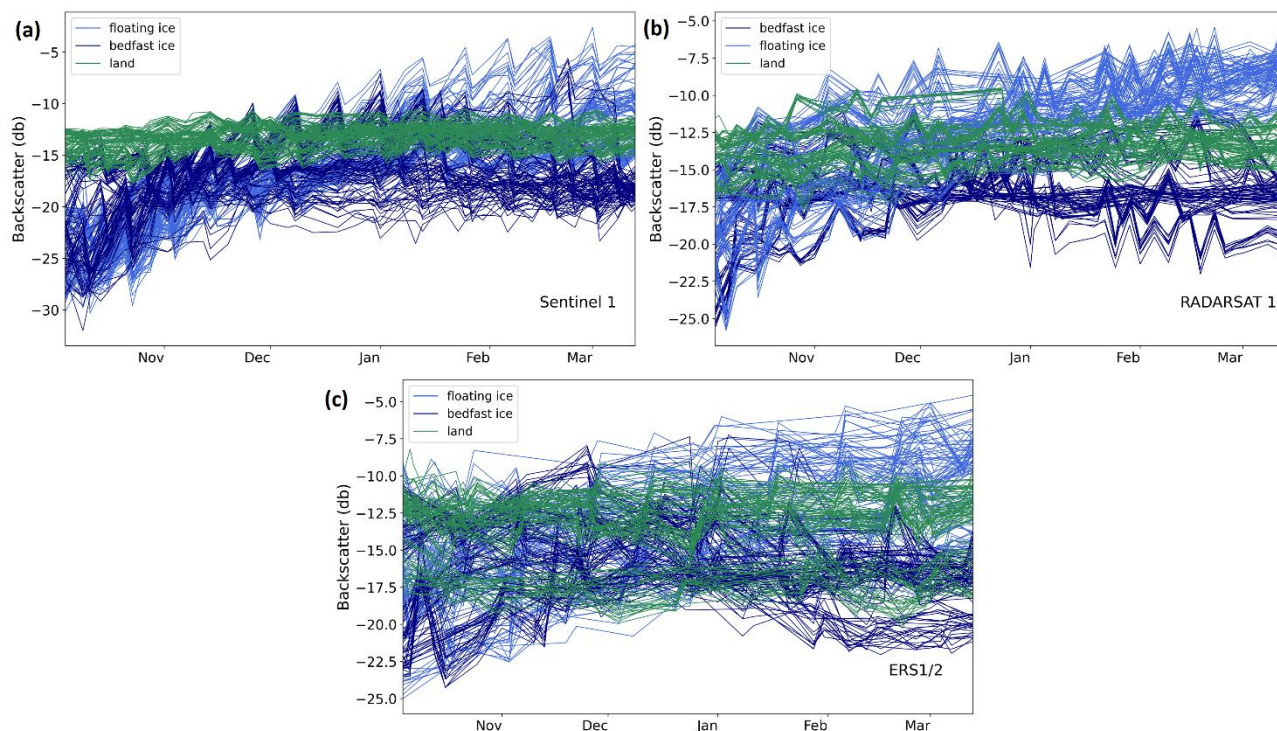 (a)
floating ice
bedfast ice
land
Backscatter (db)
−5
−10
−15
−20
−25
−30
Sentinel 1
Nov
Dec
Jan
Feb
Mar
(b)
bedfast ice
floating ice
land
Backscatter (db)
−5.0
−7.5
−10.0
−12.5
−15.0
−17.5
−20.0
−22.5
−25.0
RADARSAT 1
Nov
Dec
Jan
Feb
Mar
(c)
floating ice
bedfast ice
land
Backscatter (db)
−5.0
−7.5
−10.0
−12.5
−15.0
−17.5
−20.0
−22.5
−25.0
ERS1/2
Nov
Dec
Jan
Feb
Mar